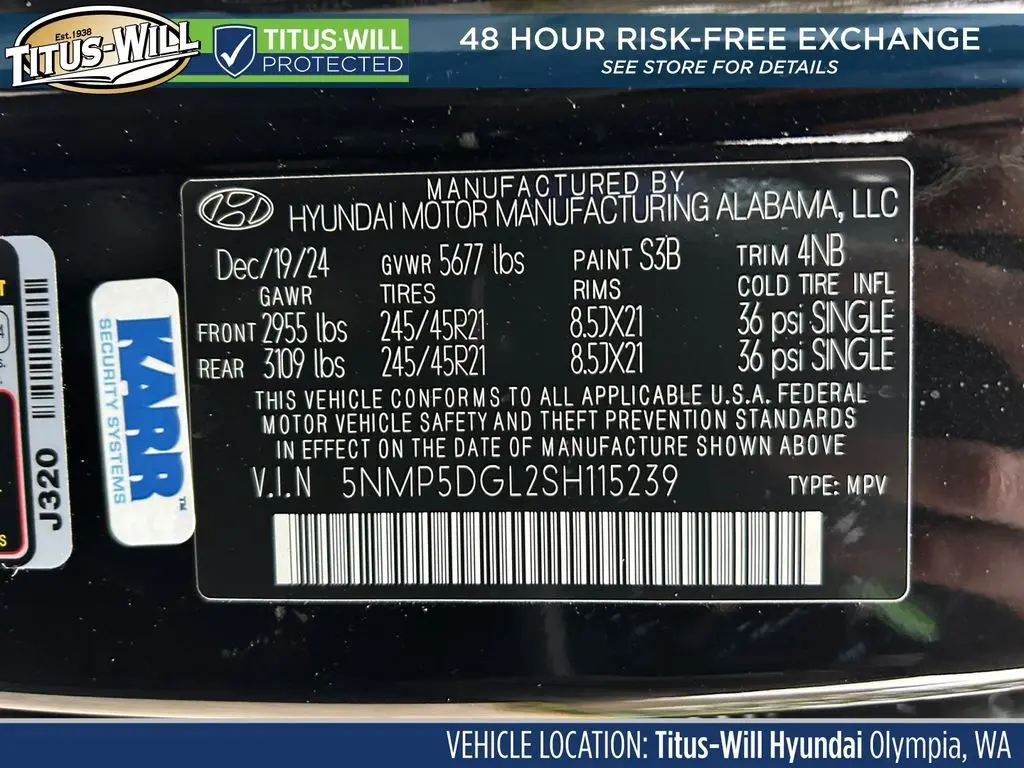 Est. 1938
TITUS-WILL
TITUS-WILL
PROTECTED
48 HOUR RISK-FREE EXCHANGE
SEE STORE FOR DETAILS
MANUFACTURED BY
HYUNDAI MOTOR MANUFACTURING ALABAMA, LLC
Dec/19/24 GVWR 5677 lbs PAINT S3B TRIM 4NB
GAWR TIRES RIMS COLD TIRE INFL
FRONT 2955 lbs 245/45R21 8.5JX21 36 psi SINGLE
REAR 3109 lbs 245/45R21 8.5JX21 36 psi SINGLE
THIS VEHICLE CONFORMS TO ALL APPLICABLE U.S.A. FEDERAL
MOTOR VEHICLE SAFETY AND THEFT PREVENTION STANDARDS
IN EFFECT ON THE DATE OF MANUFACTURE SHOWN ABOVE
V.I.N 5NMP5DGL2SH115239 TYPE: MPV
KARR™
SECURITY SYSTEMS
J320
VEHICLE LOCATION: Titus-Will Hyundai Olympia, WA